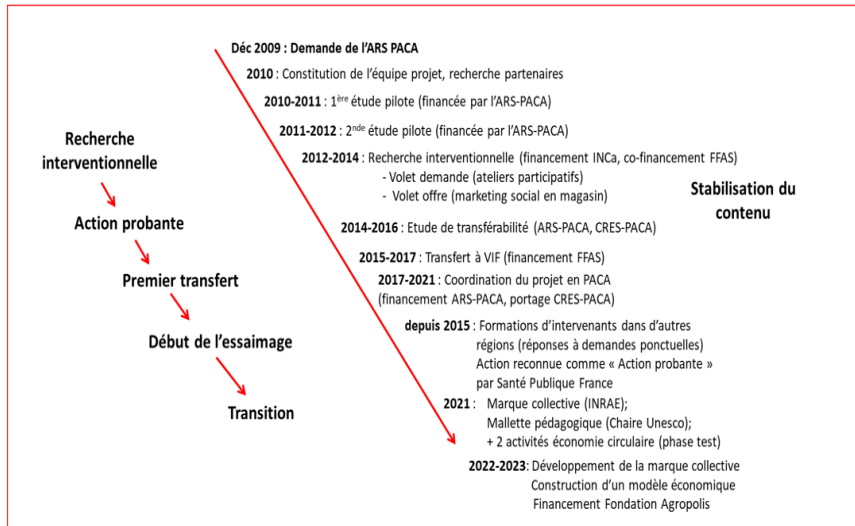 Déc 2009 : Demande de l'ARS PACA
2010 : Constitution de l'équipe projet, recherche partenaires
2010-2011 : 1ère étude pilote (financée par l'ARS-PACA)
2011-2012 : 2nde étude pilote (financée par l'ARS-PACA)
2012-2014 : Recherche interventionnelle (financement INCa, co-financement FFAS)
- Volet demande (ateliers participatifs)
- Volet offre (marketing social en magasin)
2014-2016 : Etude de transférabilité (ARS-PACA, CRES-PACA)
2015-2017 : Transfert à VIF (financement FFAS)
2017-2021 : Coordination du projet en PACA
(financement ARS-PACA, portage CRES-PACA)
depuis 2015 : Formations d'intervenants dans d'autres
régions (réponses à demandes ponctuelles)
Action reconnue comme « Action probante »
par Santé Publique France
2021 : Marque collective (INRAE);
Mallette pédagogique (Chaire Unesco);
+ 2 activités économie circulaire (phase test)
2022-2023: Développement de la marque collective
Construction d'un modèle économique
Financement Fondation Agropolis
Recherche
interventionnelle
Action probante
Premier transfert
Début de l'essaimage
Transition
Stabilisation du
contenu